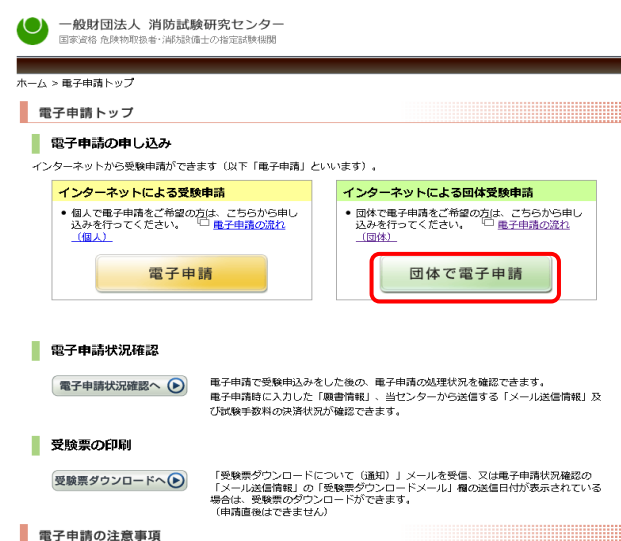 一般財団法人 消防試験研究センター
国家資格 危険物取扱者・消防設備士の指定試験機関
ホーム > 電子申請トップ
電子申請トップ
電子申請の申し込み
インターネットから受験申請ができます（以下「電子申請」といいます）。
インターネットによる受験申請
• 個人で電子申請をご希望の方は、こちらから申し
込みを行ってください。 電子申請の流れ
（個人）
電子申請
インターネットによる団体受験申請
• 団体で電子申請をご希望の方は、こちらから申し
込みを行ってください。 電子申請の流れ
（団体）
団体で電子申請
電子申請状況確認
電子申請状況確認へ
電子申請で受験申込みをした後の、電子申請の処理状況を確認できます。
電子申請時に入力した「願書情報」、当センターから送信する「メール送信情報」及
び試験手数料の決済状況が確認できます。
受験票の印刷
受験票ダウンロードへ
「受験票ダウンロードについて（通知）」メールを受信、又は電子申請状況確認の
「メール送信情報」の「受験票ダウンロードメール」欄の送信日付が表示されている
場合は、受験票のダウンロードができます。
（申請直後はできません）
電子申請の注意事項